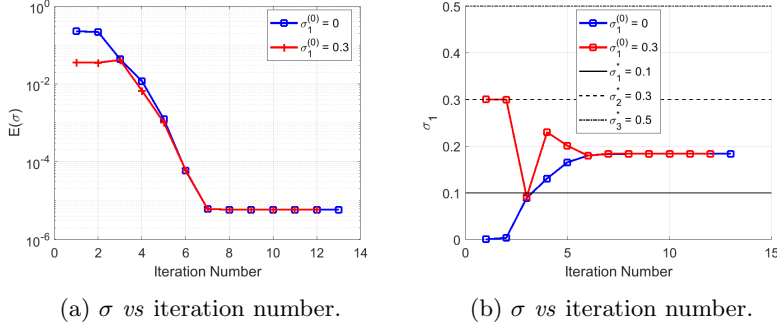 10^0
10^-2
10^-4
10^-6
E(σ)
0 2 4 6 8 10 12 14
Iteration Number
σ_1^(0) = 0
σ_1^(0) = 0.3
(a) σ vs iteration number.
0.5
0.4
0.3
0.2
0.1
0
σ_1
0 5 10 15
Iteration Number
σ_1^(0) = 0
σ_1^(0) = 0.3
σ_1^* = 0.1
σ_2^* = 0.3
σ_3^* = 0.5
(b) σ vs iteration number.